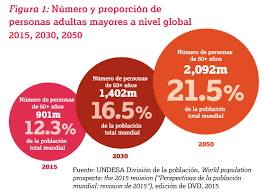 Figura 1: Número y proporción de
personas adultas mayores a nivel global
2015, 2030, 2050
Número de personas
de 60+ años
901m
12.3%
de la población
total mundial
2015
Número de personas
de 60+ años
1,402m
16.5%
de la población
total mundial
2030
Número de personas
de 60+ años
2,092m
21.5%
de la población
total mundial
2050
Fuente: UNDESA División de la población, World population
prospects: the 2015 revision ("Perspectivas de la población
mundial: revisión de 2015"), edición de DVD, 2015